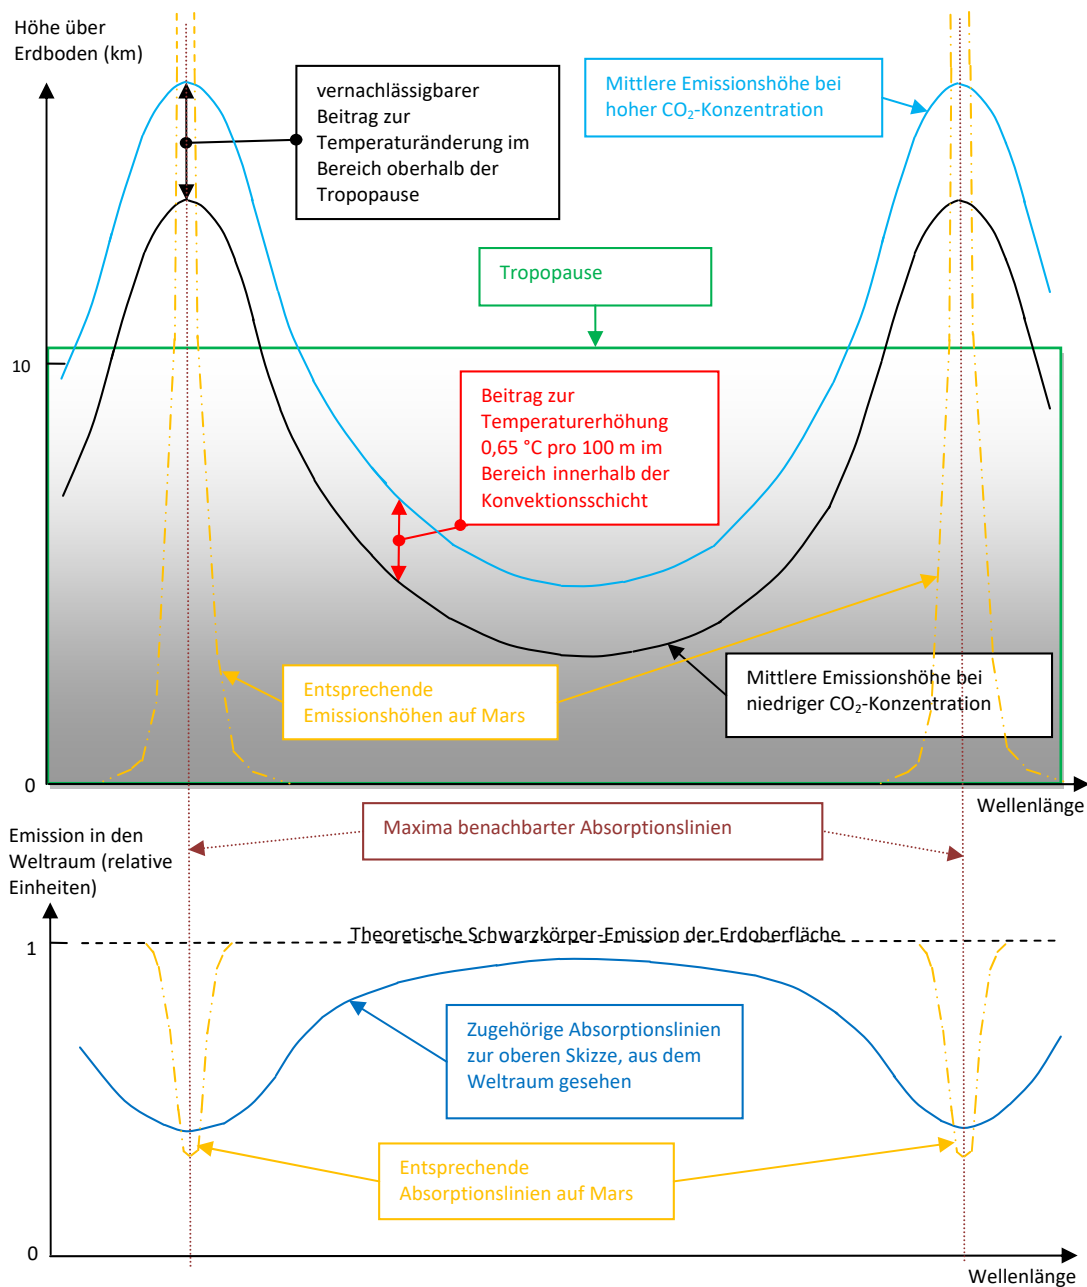 Höhe über
Erdboden (km)
vernachlässigbarer
Beitrag zur
Temperaturänderung im
Bereich oberhalb der
Tropopause
Mittlere Emissionshöhe bei
hoher CO₂-Konzentration
Tropopause
10
Beitrag zur
Temperaturerhöhung
0,65 °C pro 100 m im
Bereich innerhalb der
Konvektionsschicht
Entsprechende
Emissionshöhen auf Mars
Mittlere Emissionshöhe bei
niedriger CO₂-Konzentration
0
Wellenlänge
Maxima benachbarter Absorptionslinien
Emission in den
Weltraum (relative
Einheiten)
Theoretische Schwarzkörper-Emission der Erdoberfläche
1
Zugehörige Absorptionslinien
zur oberen Skizze, aus dem
Weltraum gesehen
Entsprechende
Absorptionslinien auf Mars
0
Wellenlänge